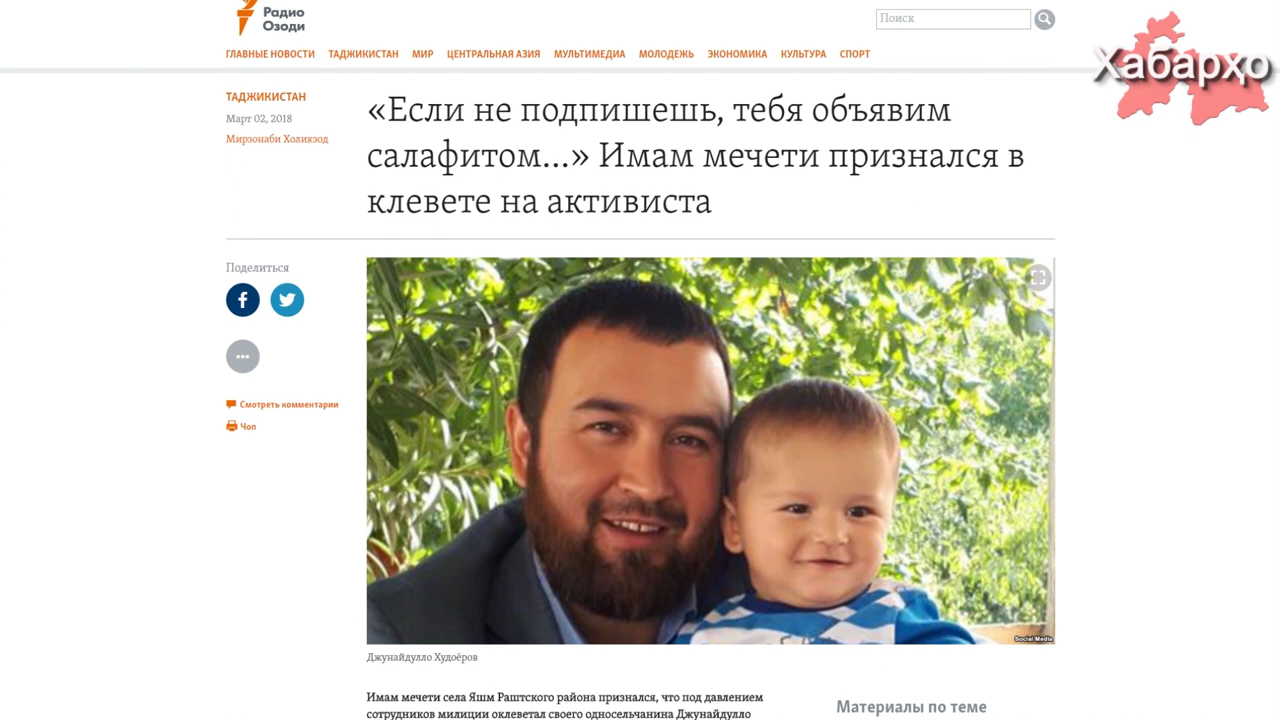 Радио
Озоди
Поиск
ГЛАВНЫЕ НОВОСТИ ТАДЖИКИСТАН МИР ЦЕНТРАЛЬНАЯ АЗИЯ МУЛЬТИМЕДИА МОЛОДЕЖЬ ЭКОНОМИКА КУЛЬТУРА СПОРТ
Хабарҳо
ТАДЖИКИСТАН
Март 02, 2018
Мирзонаби Холикзод
«Если не подпишешь, тебя объявим
салафитом...» Имам мечети признался в
клевете на активиста
Поделиться
Смотреть комментарии
Чоп
Social Media
Джунайдулло Худоёров
Имам мечети села Яшм Раштского района признался, что под давлением
сотрудников милиции оклеветал своего односельчанина Джунайдулло
Материалы по теме